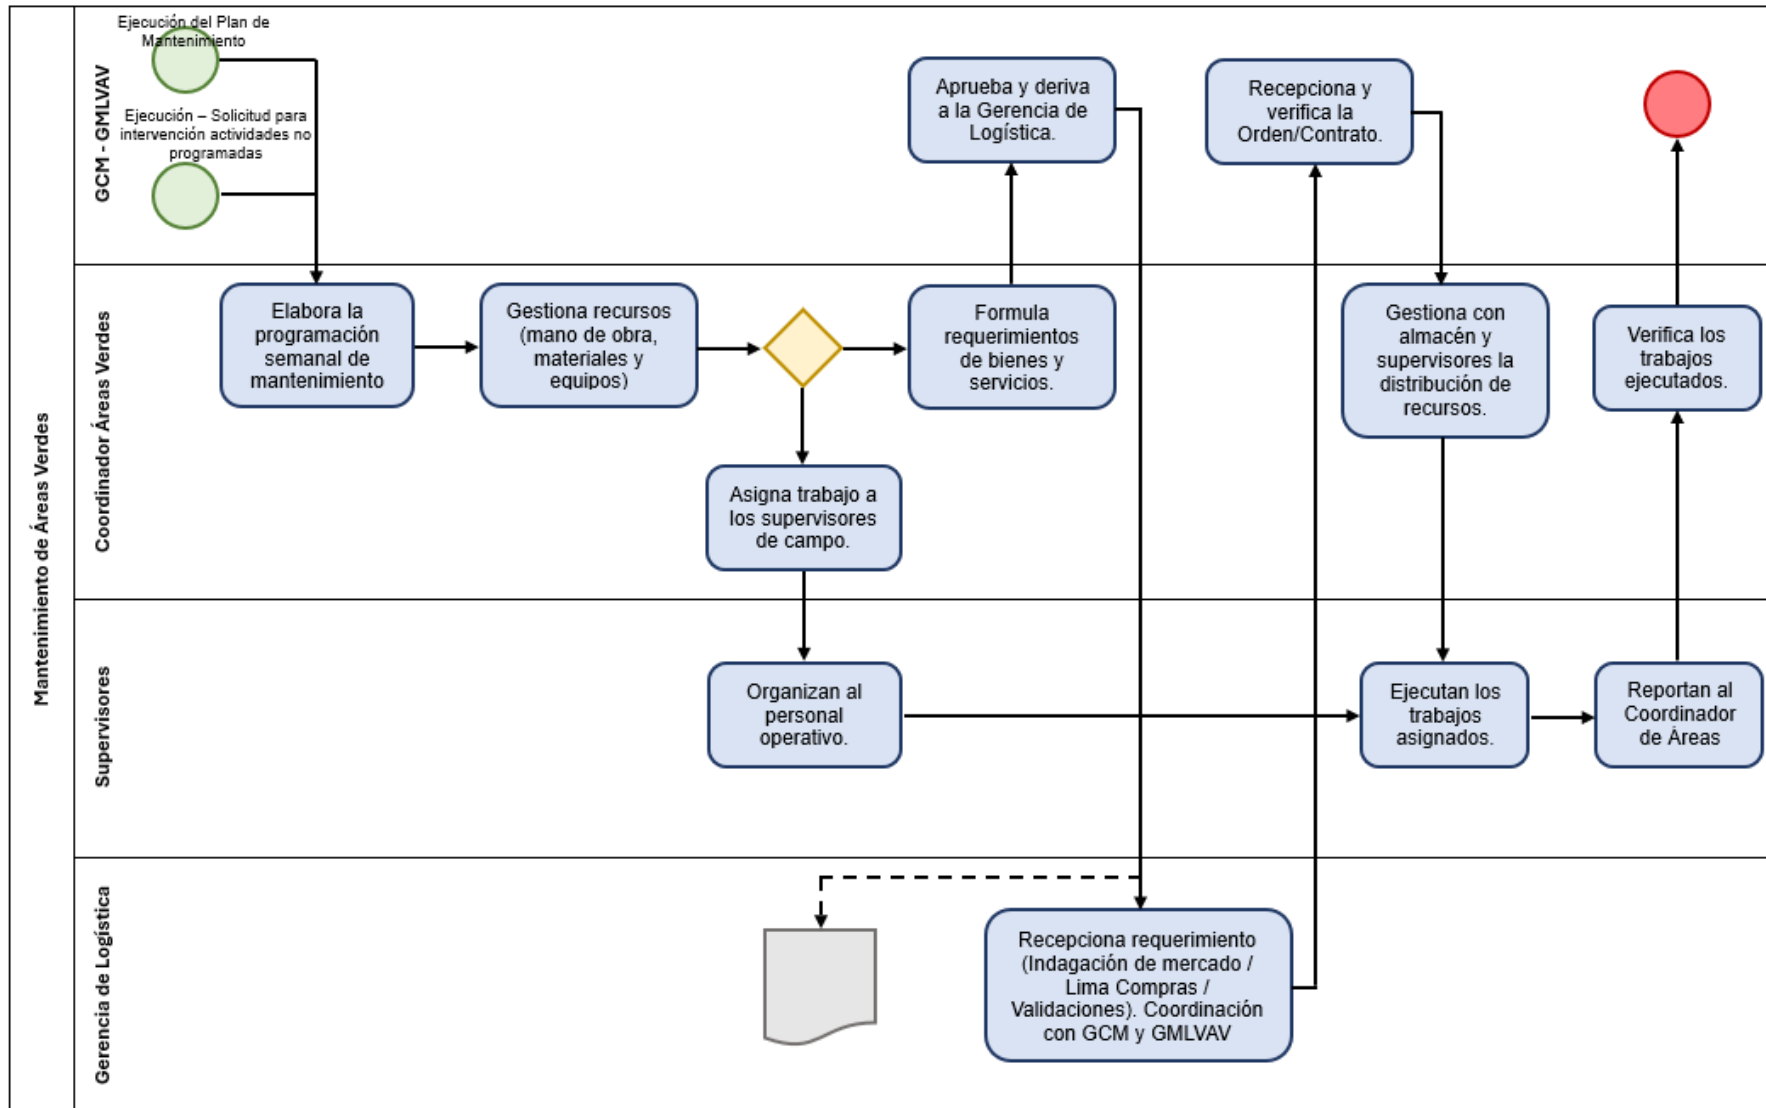 Mantenimiento de Áreas Verdes
GCM - GMLVAV
Ejecución del Plan de
Mantenimiento
Ejecución – Solicitud para
intervención actividades no
programadas
Aprueba y deriva
a la Gerencia de
Logística.
Recepciona y
verifica la
Orden/Contrato.
Coordinador Áreas Verdes
Elabora la
programación
semanal de
mantenimiento
Gestiona recursos
(mano de obra,
materiales y
equipos)
Formula
requerimientos
de bienes y
servicios.
Gestiona con
almacén y
supervisores la
distribución de
recursos.
Verifica los
trabajos
ejecutados.
Asigna trabajo a
los supervisores
de campo.
Supervisores
Organizan al
personal
operativo.
Ejecutan los
trabajos
asignados.
Reportan al
Coordinador
de Áreas
Gerencia de Logística
Recepciona requerimiento
(Indagación de mercado /
Lima Compras /
Validaciones). Coordinación
con GCM y GMLVAV